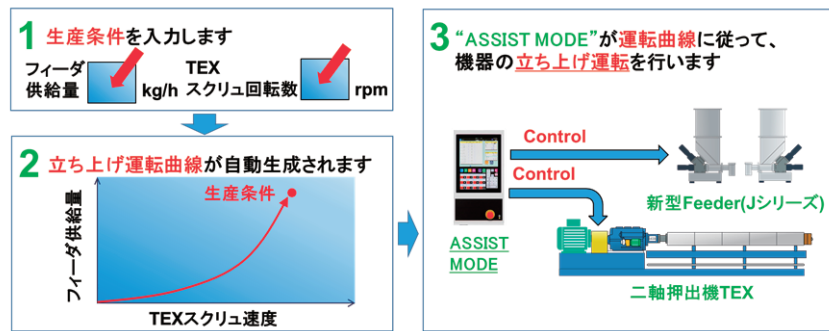 1 生産条件を入力します
フィーダ
供給量
kg/h
TEX
スクリュ回転数
rpm
2 立ち上げ運転曲線が自動生成されます
フィーダ供給量
生産条件
TEXスクリュ速度
3 “ASSIST MODE”が運転曲線に従って、
機器の立ち上げ運転を行います
Control
Control
ASSIST
MODE
新型Feeder(Jシリーズ)
二軸押出機TEX